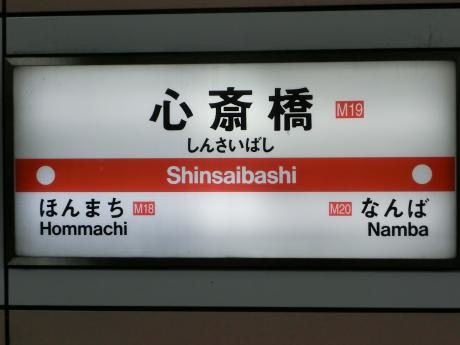 心斎橋 M19
しんさいばし
Shinsaibashi
ほんまち M18
Hommachi
M20 なんば
Namba